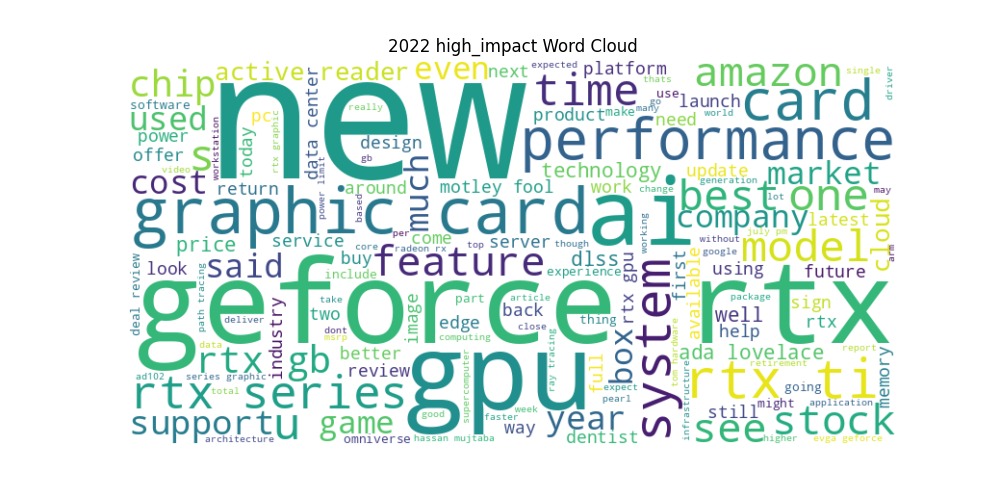 2022 high_impact Word Cloud
chip
active reader
even
next
expected
platform
thats
amazon
single
driver
software
used
power
offer
s
workstation
today
pc
rtx graphic
data center
really
new
time
product
make
many
go
use
need
launch
world
card
performance
video
cost
return
design
gb
power limit
around
based
much
motley fool
technology
work
change
update
generation
lot
market
may
best
one
graphic card
ai
company
latest
cloud
arm
price
service
core
per
radeon rx
come
top
server
though
working
without
google
july pm
model
deal review
path tracing
look
said
buy
include
feature
dlss
experience
rtx gpu
system
first
available
using
future
geforce rtx
deliver
industry
take
two
dont
msrp
image
edge
part
back
article
close
thing
computing
box
tom hardware
package
well
help
sign
rtx
data
rtx
gb
better
review
gpu
supercomputer
ray tracing
full
ada lovelace
retirement
report
memory
ad102
series graphic
total
rtx series
good
faster
week
expect
pearl
infrastructure
rtx ti
going
might
application
support
u
game
architecture
omniverse
hassan mujtaba
way
year
dentist
still
see
higher
stock
evga geforce